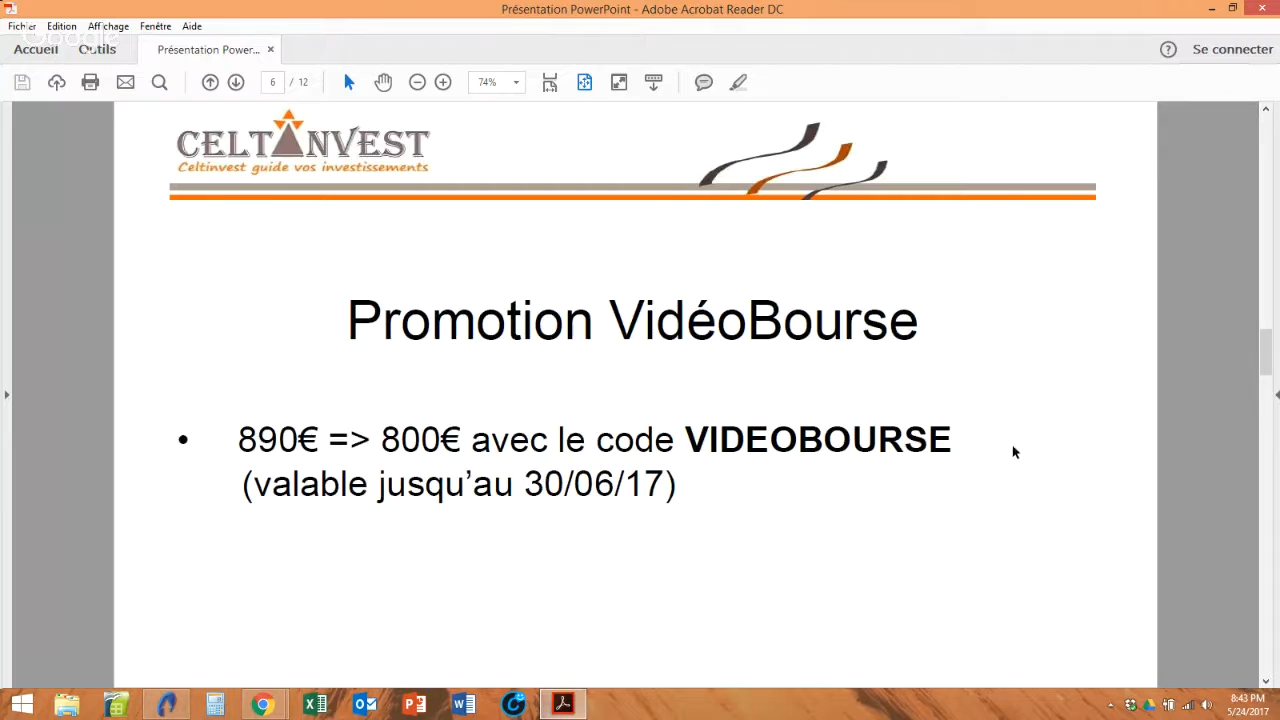 Présentation PowerPoint - Adobe Acrobat Reader DC
Fichier Edition Affichage Fenêtre Aide
Google
Accueil Outils Présentation Power... × Se connecter
6 / 12 74%
CELTINVEST
Celtinvest guide vos investissements
Promotion VidéoBourse
• 890€ => 800€ avec le code VIDEOBOURSE
(valable jusqu’au 30/06/17)
8:43 PM
5/24/2017